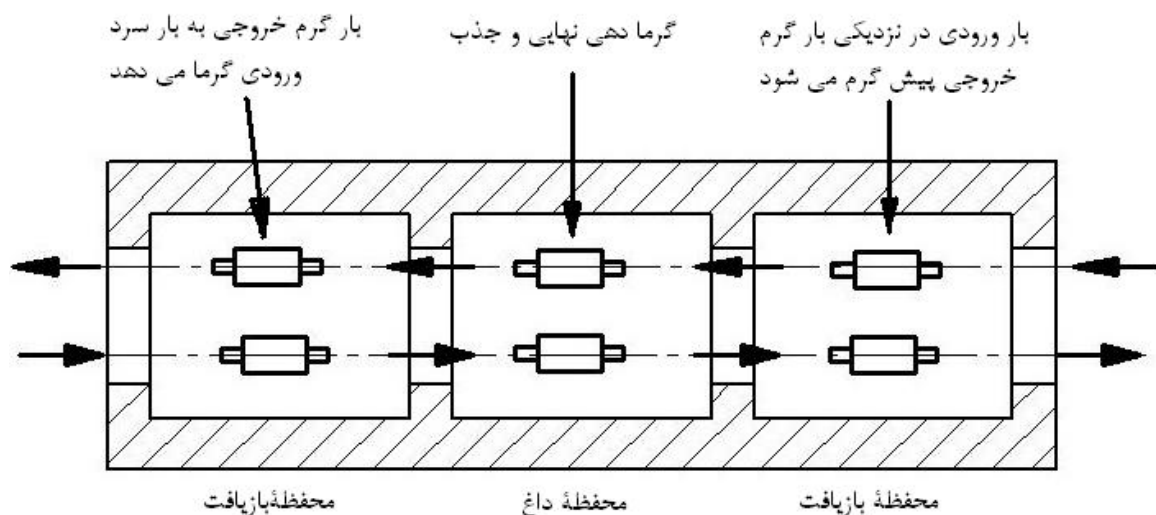 بار ورودی در نزدیکی بار گرم
خروجی پیش گرم می شود
گرما دهی نهایی و جذب
بار گرم خروجی به بار سرد
ورودی گرما می دهد
محفظهٔ بازیافت
محفظهٔ داغ
محفظهٔبازیافت